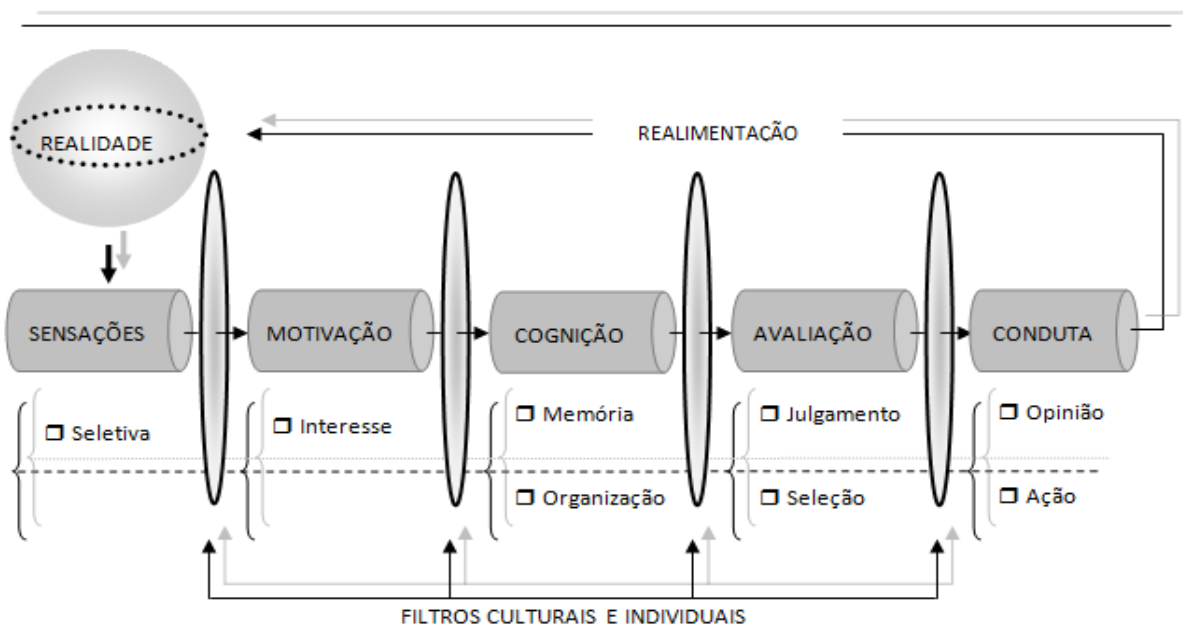 REALIDADE
REALIMENTAÇÃO
SENSAÇÕES
MOTIVAÇÃO
COGNIÇÃO
AVALIAÇÃO
CONDUTA
Seletiva
Interesse
Memória
Organização
Julgamento
Seleção
Opinião
Ação
FILTROS CULTURAIS E INDIVIDUAIS